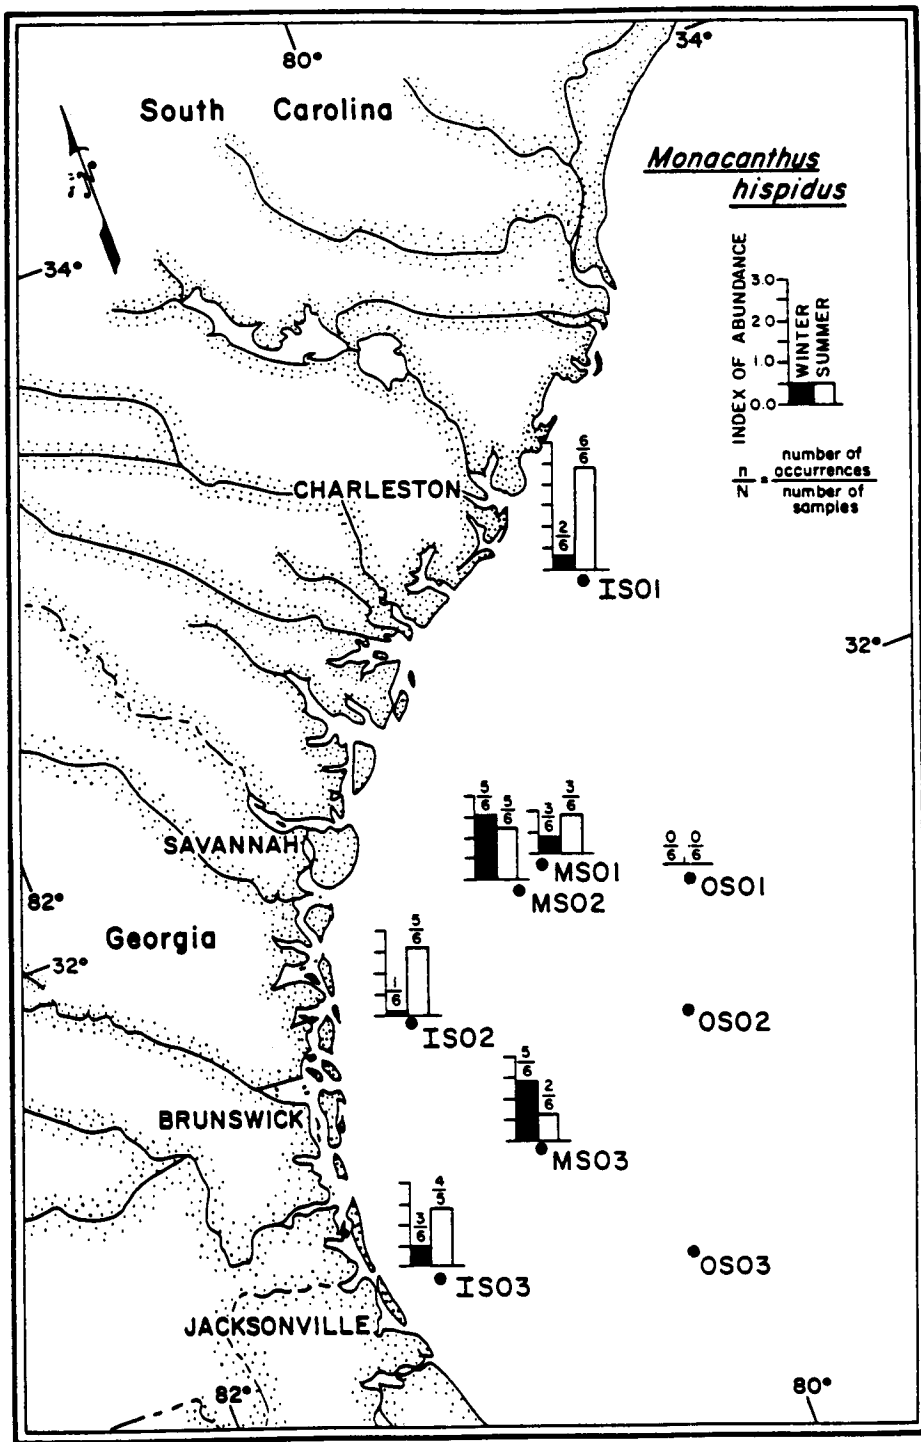 80°
34°
South Carolina
Monacanthus
hispidus
N
34°
INDEX OF ABUNDANCE
3.0
2.0
1.0
0.0
WINTER
SUMMER
n/N = number of occurrences / number of samples
CHARLESTON
2/6
6/6
IS01
32°
5/6
5/6
3/6
3/6
0/6
0/6
SAVANNAH
MS01
MS02
OS01
82°
Georgia
32°
1/6
5/6
IS02
OS02
5/6
2/6
BRUNSWICK
MS03
3/6
4/5
IS03
OS03
JACKSONVILLE
82°
80°